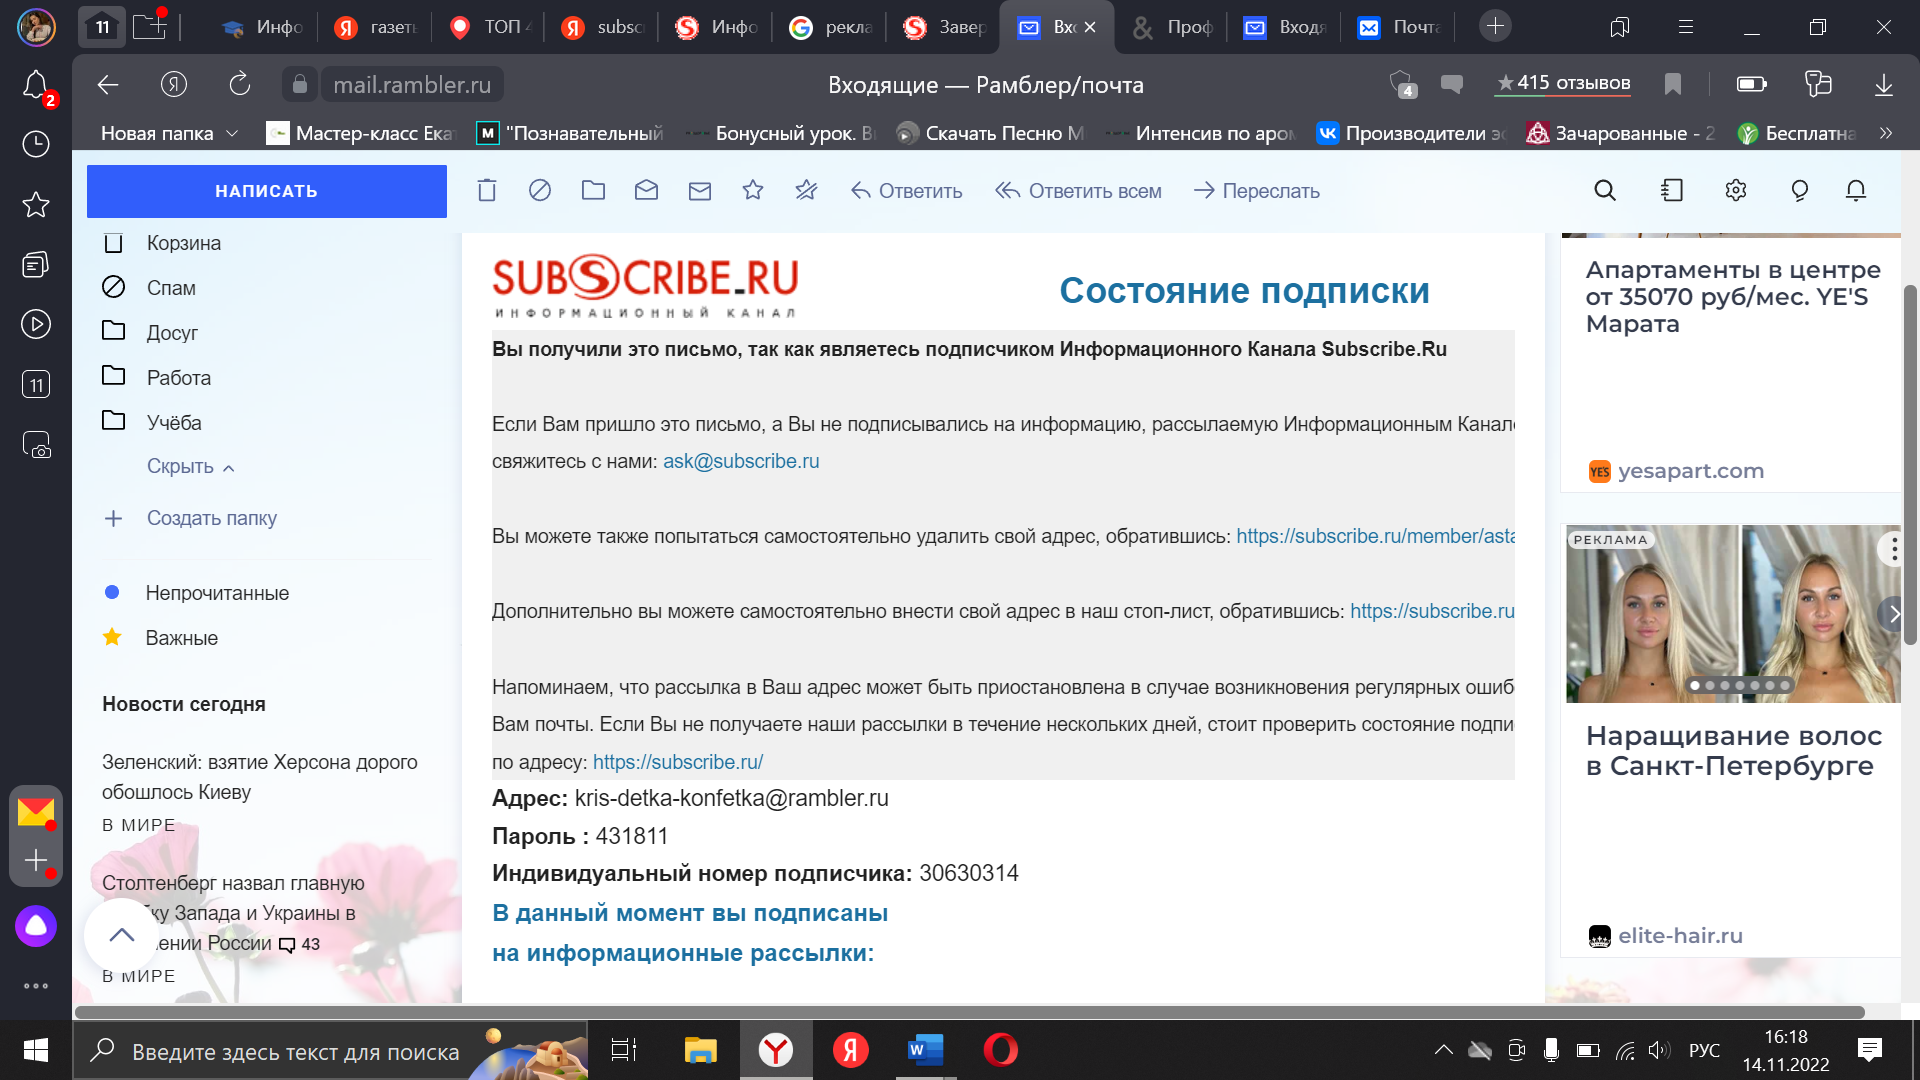 11
Инфо
газеть
ТОП 4
subsc
Инфо
рекла
Завер
Вхо
Проф
Входя
Почта
mail.rambler.ru
Входящие — Рамблер/почта
4
★415 отзывов
2
Новая папка
Мастер-класс Ека
"Познавательный
Бонусный урок. В
Скачать Песню М
Интенсив по аром
Производители э
Зачарованные - 2
Бесплатна
11
НАПИСАТЬ
Ответить
Ответить всем
Переслать
Корзина
Спам
Досуг
Работа
Учёба
Скрыть
Создать папку
Непрочитанные
Важные
Новости сегодня
Зеленский: взятие Херсона дорого
обошлось Киеву
В МИРЕ
Столтенберг назвал главную
ку Запада и Украины в
ении России 43
В МИРЕ
SUBSCRIBE.RU
ИНФОРМАЦИОННЫЙ КАНАЛ
Состояние подписки
Вы получили это письмо, так как являетесь подписчиком Информационного Канала Subscribe.Ru
Если Вам пришло это письмо, а Вы не подписывались на информацию, рассылаемую Информационным Канало
свяжитесь с нами: ask@subscribe.ru
Вы можете также попытаться самостоятельно удалить свой адрес, обратившись: https://subscribe.ru/member/asta
Дополнительно вы можете самостоятельно внести свой адрес в наш стоп-лист, обратившись: https://subscribe.ru
Напоминаем, что рассылка в Ваш адрес может быть приостановлена в случае возникновения регулярных ошибо
Вам почты. Если Вы не получаете наши рассылки в течение нескольких дней, стоит проверить состояние подпи
по адресу: https://subscribe.ru/
Адрес: kris-detka-konfetka@rambler.ru
Пароль : 431811
Индивидуальный номер подписчика: 30630314
В данный момент вы подписаны
на информационные рассылки:
Апартаменты в центре
от 35070 руб/мес. YE'S
Марата
YES yesapart.com
РЕКЛАМА
Наращивание волос
в Санкт-Петербурге
elite-hair.ru
Введите здесь текст для поиска
РУС
16:18
14.11.2022